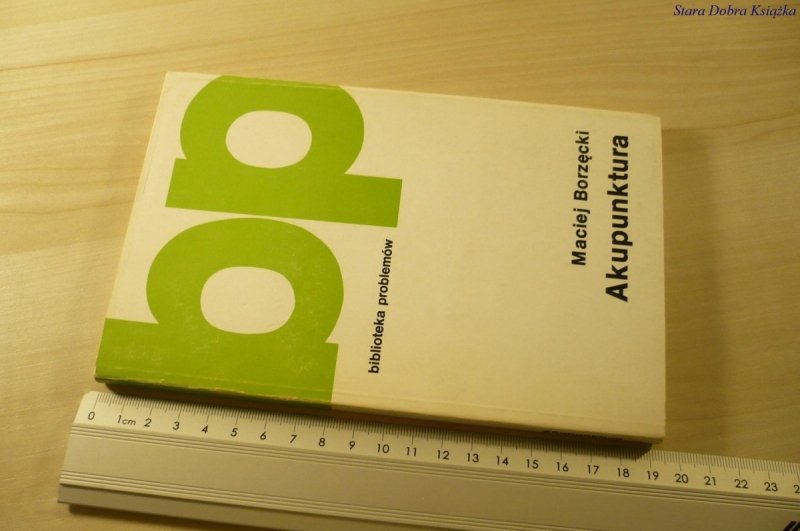 Stara Dobra Książka
bp
biblioteka problemów
Maciej Borzęcki
Akupunktura
0 1cm 2 3 4 5 6 7 8 9 10 11 12 13 14 15 16 17 18 19 20 21 22 23